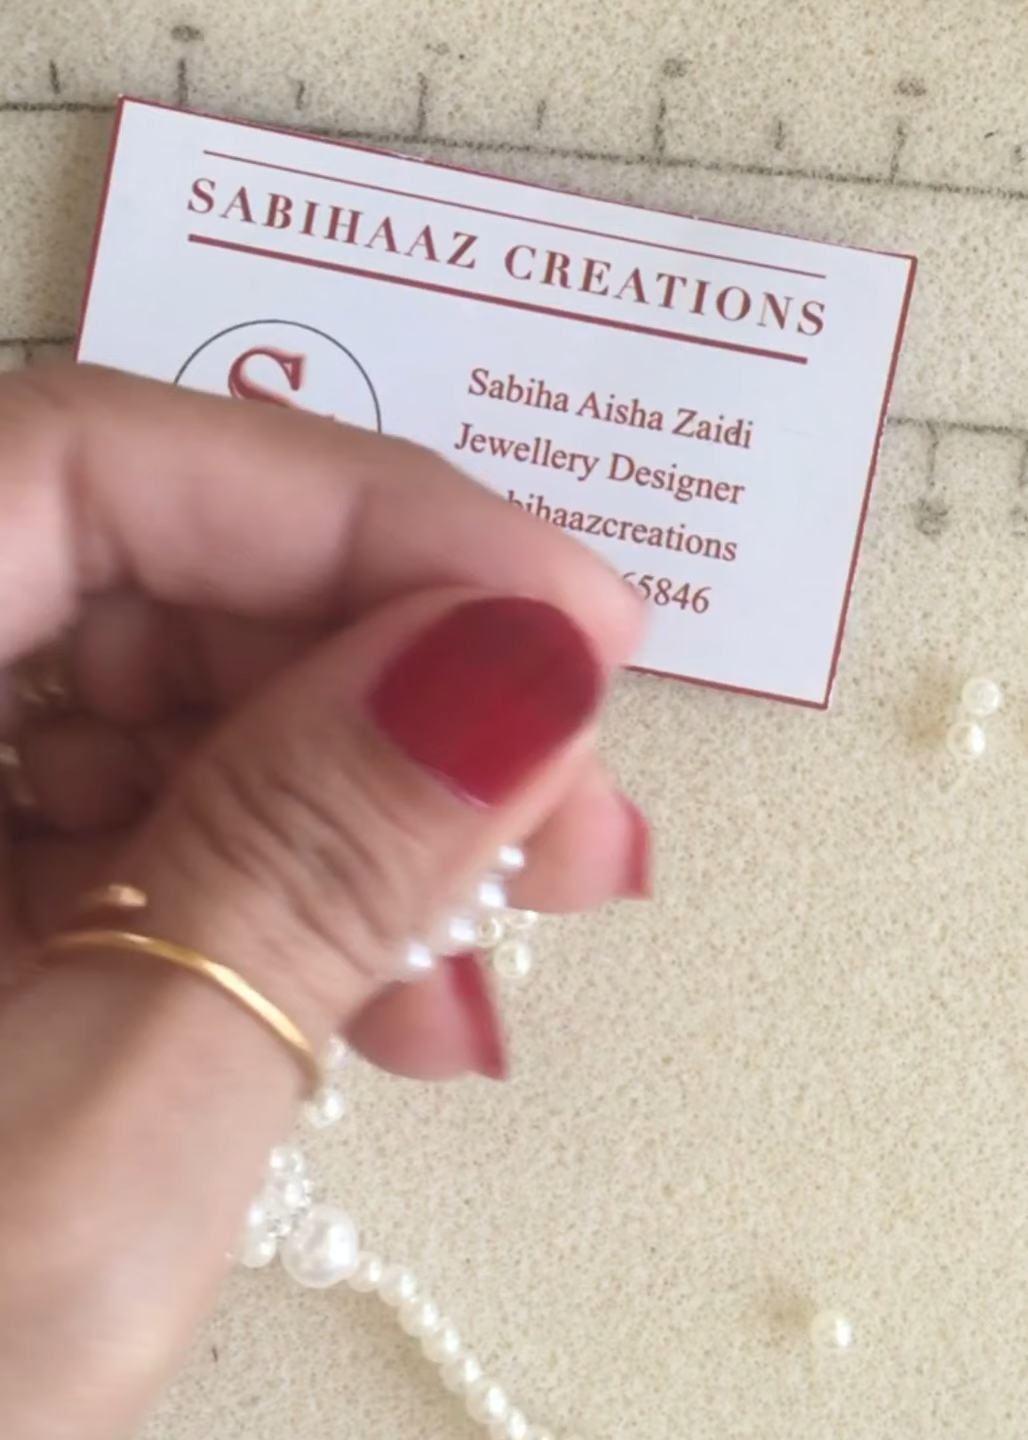 SABIHAAZ CREATIONS
S
Sabiha Aisha Zaidi
Jewellery Designer
bihaazcreations
65846